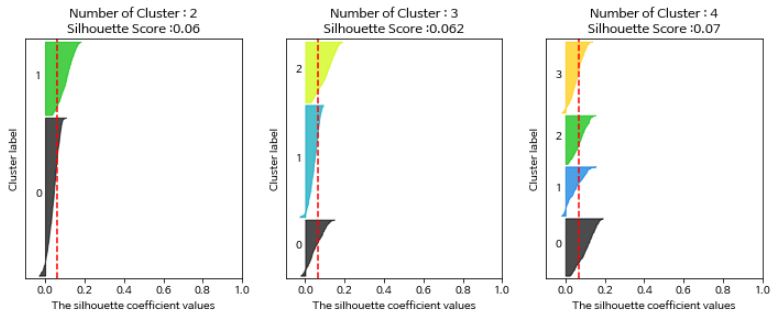 Number of Cluster : 2
Silhouette Score :0.06
Cluster label
1
0
0.0 0.2 0.4 0.6 0.8 1.0
The silhouette coefficient values
Number of Cluster : 3
Silhouette Score :0.062
Cluster label
2
1
0
0.0 0.2 0.4 0.6 0.8 1.0
The silhouette coefficient values
Number of Cluster : 4
Silhouette Score :0.07
Cluster label
3
2
1
0
0.0 0.2 0.4 0.6 0.8 1.0
The silhouette coefficient values